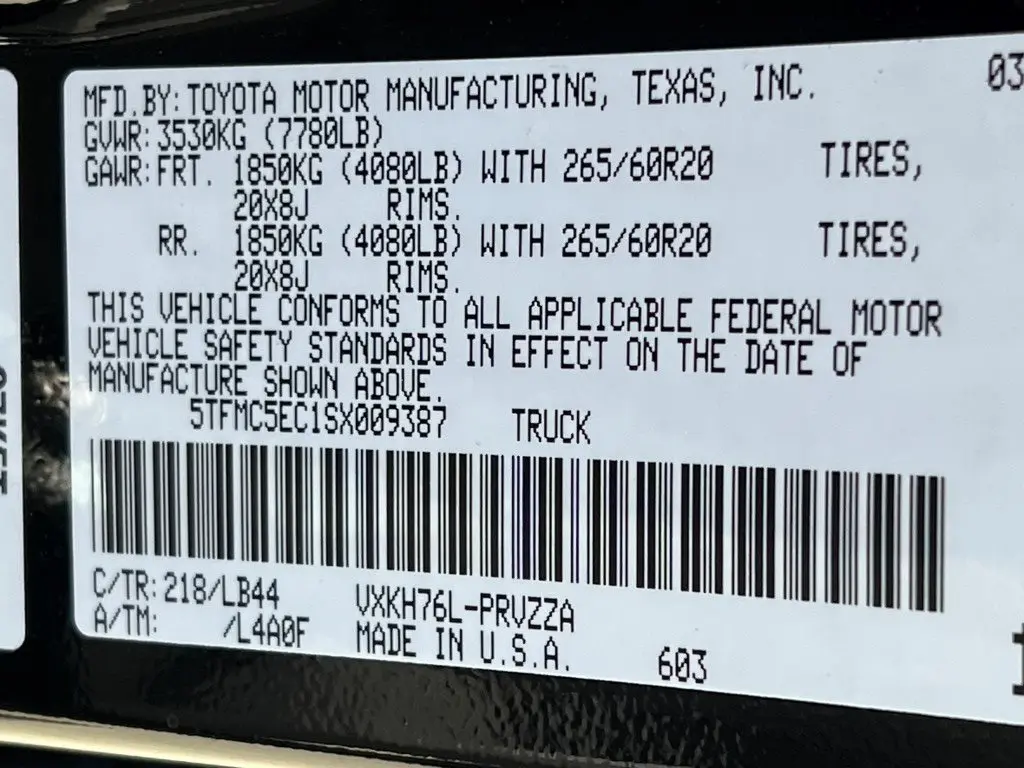 MFD.BY:TOYOTA MOTOR MANUFACTURING, TEXAS, INC. 03
GVWR:3530KG (7780LB)
GAWR:FRT. 1850KG (4080LB) WITH 265/60R20 TIRES,
20X8J RIMS.
RR. 1850KG (4080LB) WITH 265/60R20 TIRES,
20X8J RIMS.
THIS VEHICLE CONFORMS TO ALL APPLICABLE FEDERAL MOTOR
VEHICLE SAFETY STANDARDS IN EFFECT ON THE DATE OF
MANUFACTURE SHOWN ABOVE.
5TFMC5EC1SX009387 TRUCK
C/TR:218/LB44 VXKH76L-PRVZZA
A/TM: /L4A0F MADE IN U.S.A. 603